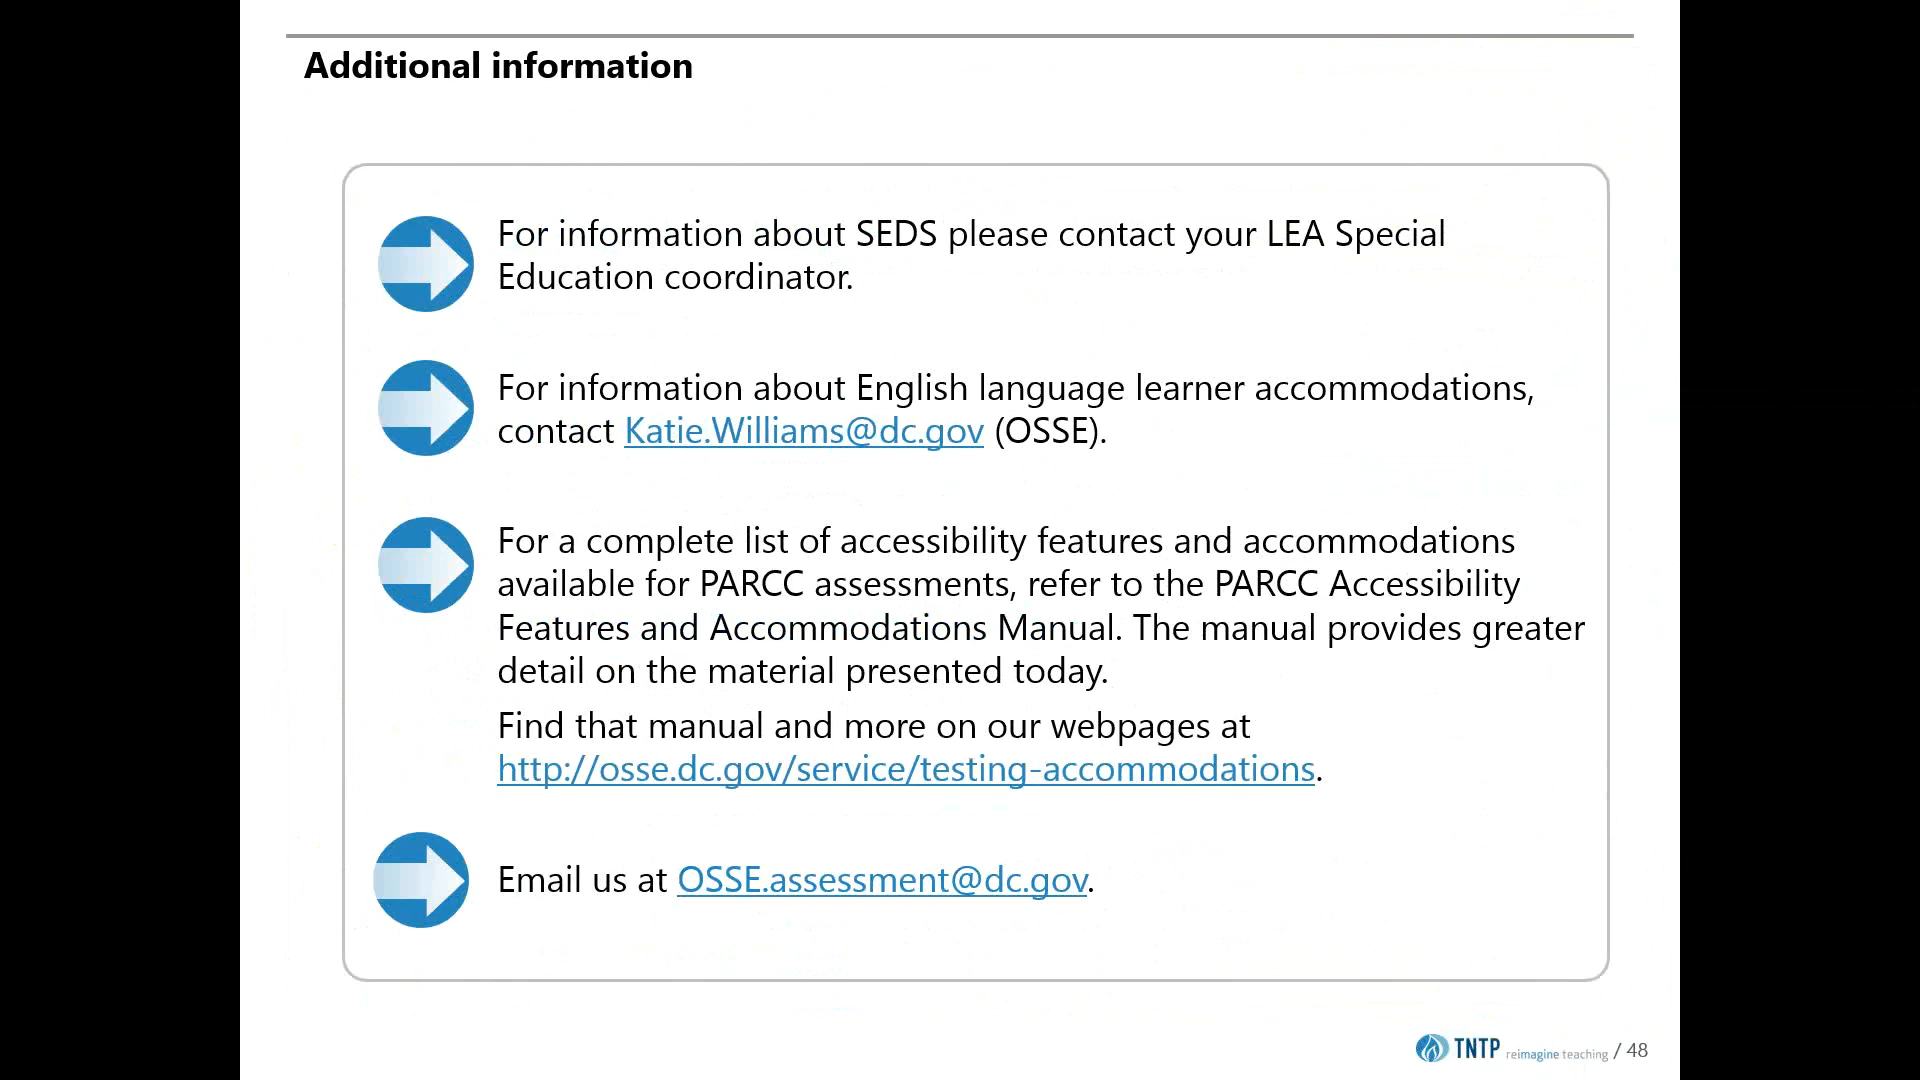 Additional information
For information about SEDS please contact your LEA Special
Education coordinator.
For information about English language learner accommodations,
contact Katie.Williams@dc.gov (OSSE).
For a complete list of accessibility features and accommodations
available for PARCC assessments, refer to the PARCC Accessibility
Features and Accommodations Manual. The manual provides greater
detail on the material presented today.
Find that manual and more on our webpages at
http://osse.dc.gov/service/testing-accommodations.
Email us at OSSE.assessment@dc.gov.
TNTP reimagine teaching / 48